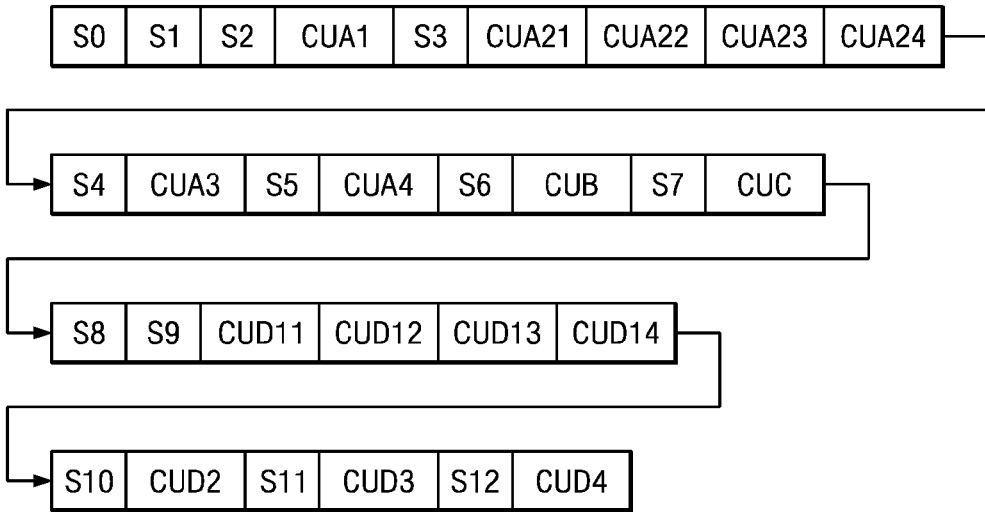 S0 S1 S2 CUA1 S3 CUA21 CUA22 CUA23 CUA24
S4 CUA3 S5 CUA4 S6 CUB S7 CUC
S8 S9 CUD11 CUD12 CUD13 CUD14
S10 CUD2 S11 CUD3 S12 CUD4